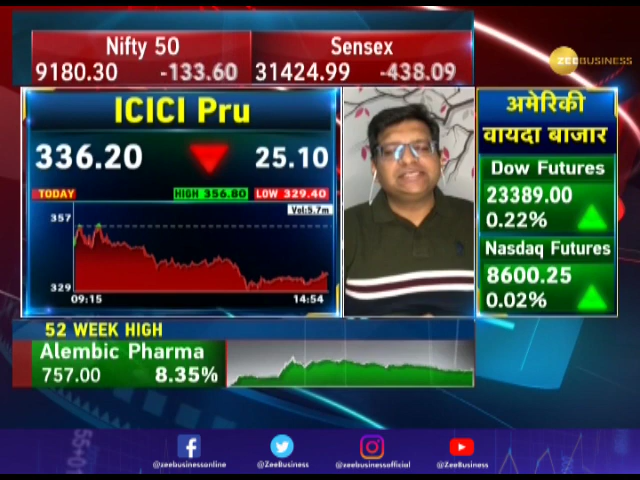 Nifty 50
9180.30 -133.60
Sensex
31424.99 -438.09
ZEEBUSINESS
ICICI Pru
336.20 25.10
TODAY HIGH 356.80 LOW 329.40
Vol:5.7m
357
329
09:15 14:54
अमेरिकी
वायदा बाजार
Dow Futures
23389.00
0.22%
Nasdaq Futures
8600.25
0.02%
52 WEEK HIGH
Alembic Pharma
757.00 8.35%
@zeebusinessonline @ZeeBusiness @zeebusinessofficial @ZeeBusiness